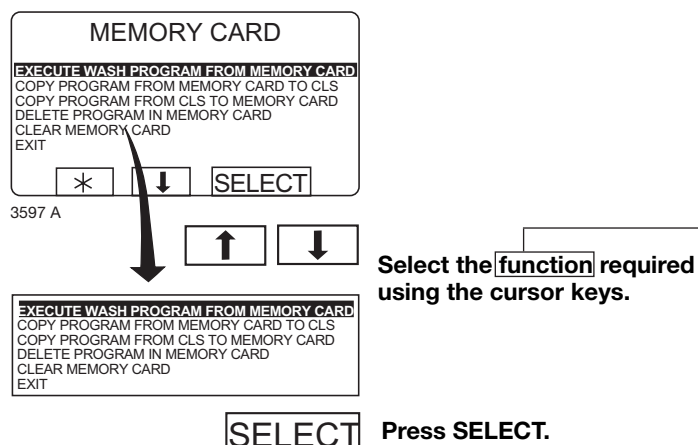 MEMORY CARD
EXECUTE WASH PROGRAM FROM MEMORY CARD
COPY PROGRAM FROM MEMORY CARD TO CLS
COPY PROGRAM FROM CLS TO MEMORY CARD
DELETE PROGRAM IN MEMORY CARD
CLEAR MEMORY CARD
EXIT
* ↓ SELECT
3597 A
↑ ↓
Select the function required
using the cursor keys.
EXECUTE WASH PROGRAM FROM MEMORY CARD
COPY PROGRAM FROM MEMORY CARD TO CLS
COPY PROGRAM FROM CLS TO MEMORY CARD
DELETE PROGRAM IN MEMORY CARD
CLEAR MEMORY CARD
EXIT
SELECT Press SELECT.